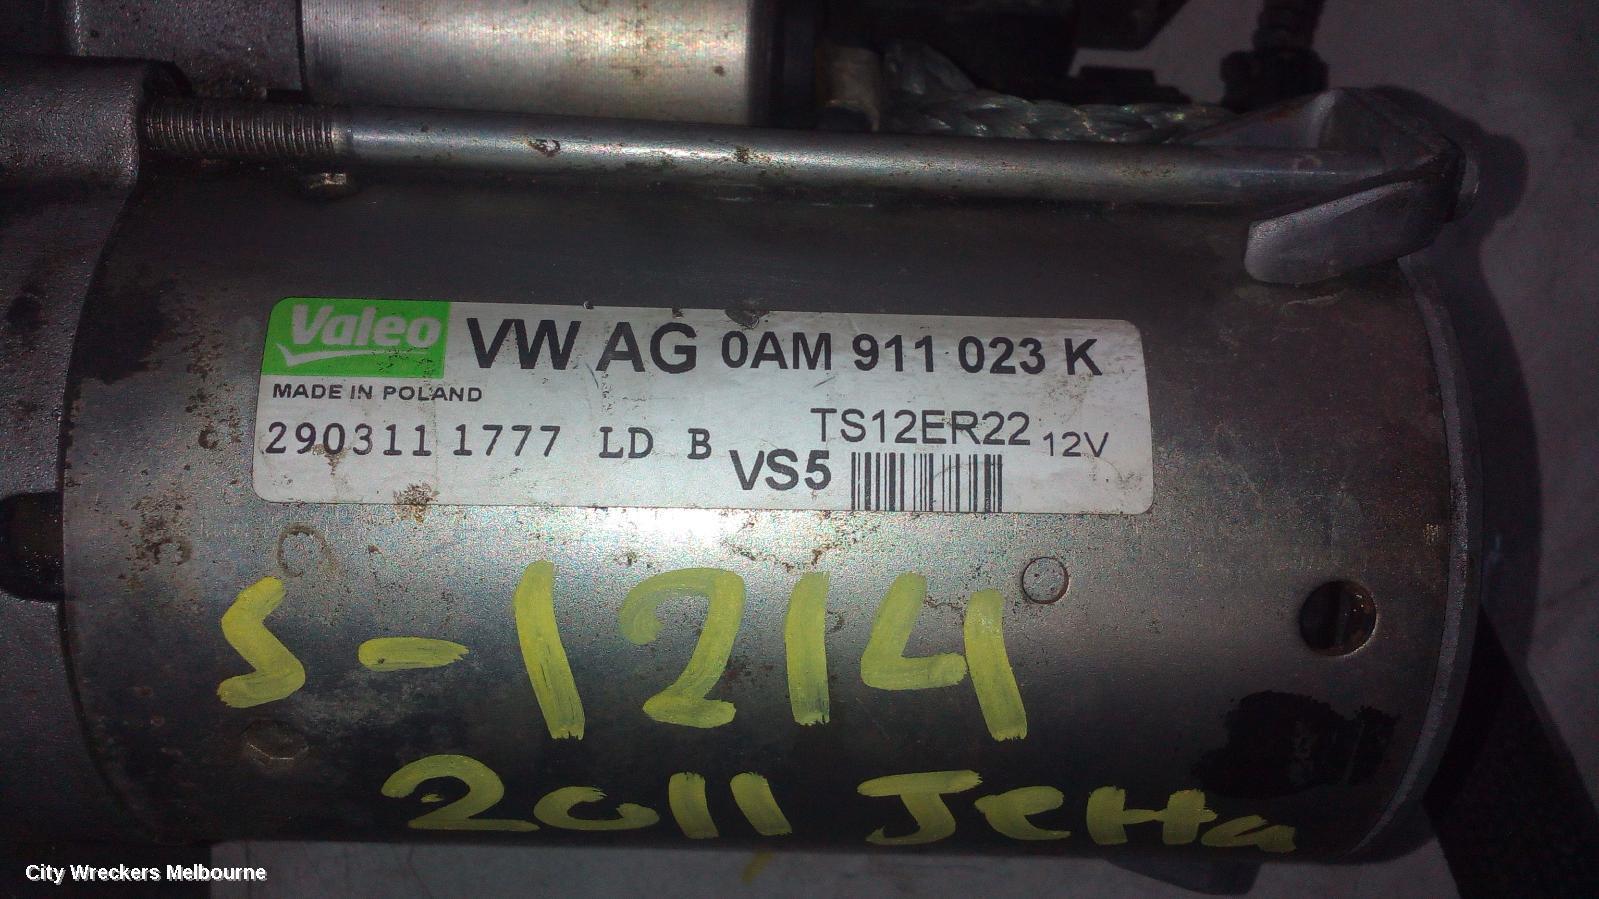 Valeo VW AG 0AM 911 023 K
MADE IN POLAND
290311 1777 LD B TS12ER22 12V
VS5
S-1214
2011 Jetta
City Wreckers Melbourne